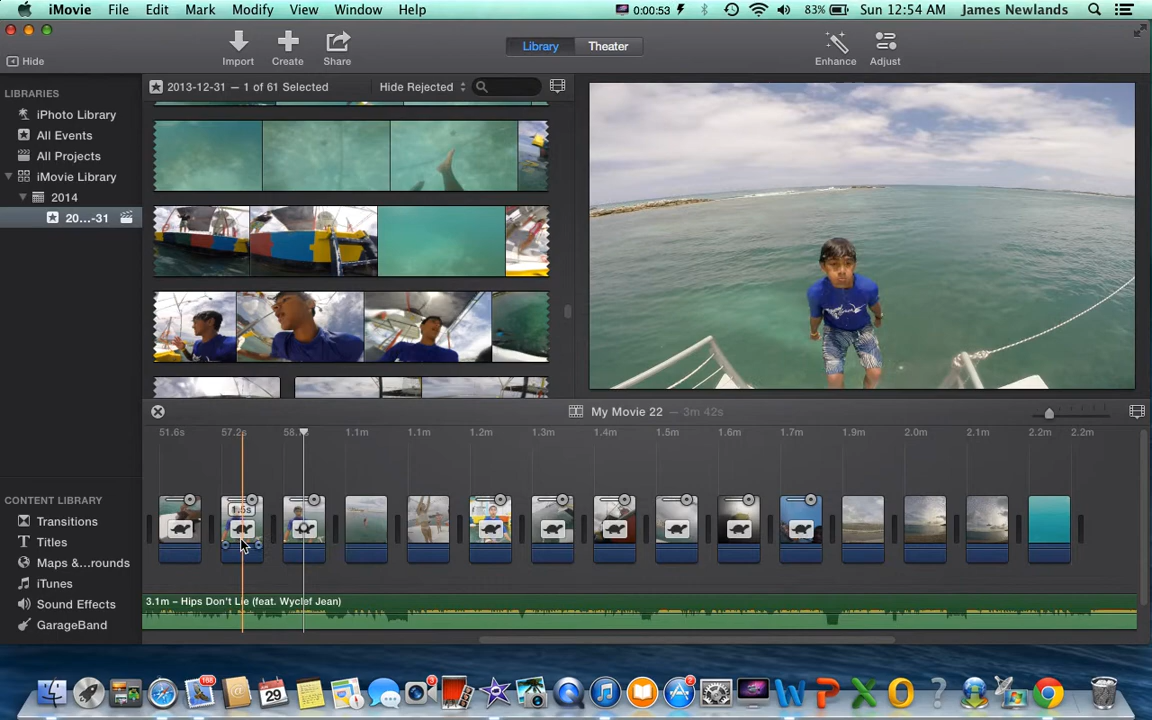 iMovie File Edit Mark Modify View Window Help 0:00:53 83% Sun 12:54 AM James Newlands
Hide Import Create Share Library Theater Enhance Adjust
LIBRARIES
iPhoto Library
All Events
All Projects
iMovie Library
2014
20...-31
2013-12-31 — 1 of 61 Selected Hide Rejected
My Movie 22 — 3m 42s
51.6s 57.2s 1.1m 1.1m 1.2m 1.3m 1.4m 1.5m 1.6m 1.7m 1.9m 2.0m 2.1m 2.2m 2.2m
3.1m – Hips Don't Lie (feat. Wyclef Jean)
CONTENT LIBRARY
Transitions
Titles
Maps &...rounds
iTunes
Sound Effects
GarageBand